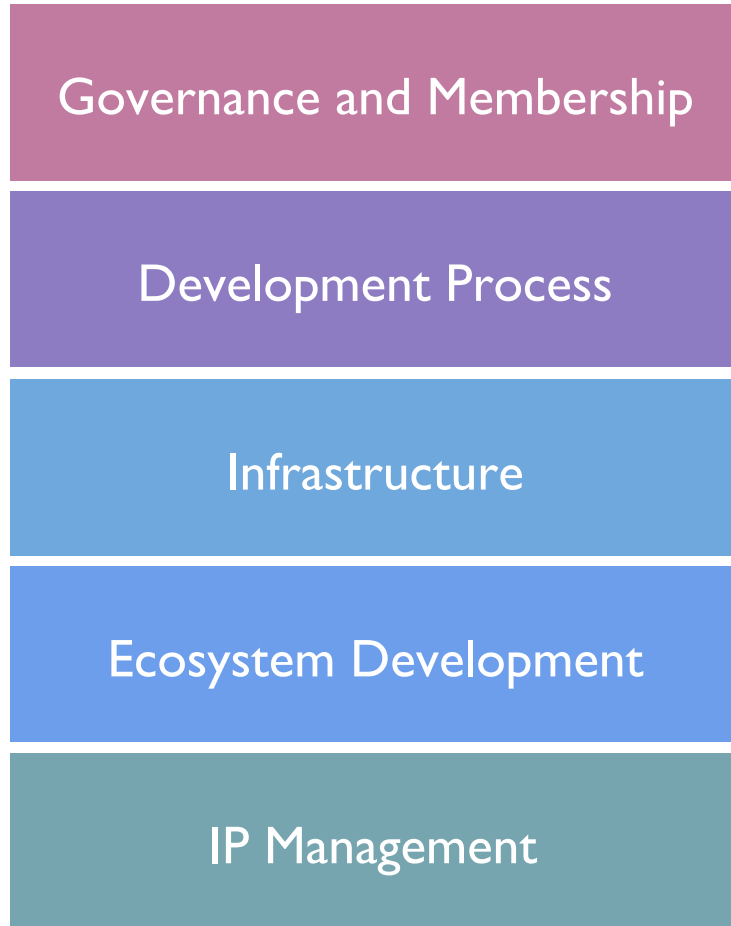 Governance and Membership
Development Process
Infrastructure
Ecosystem Development
IP Management